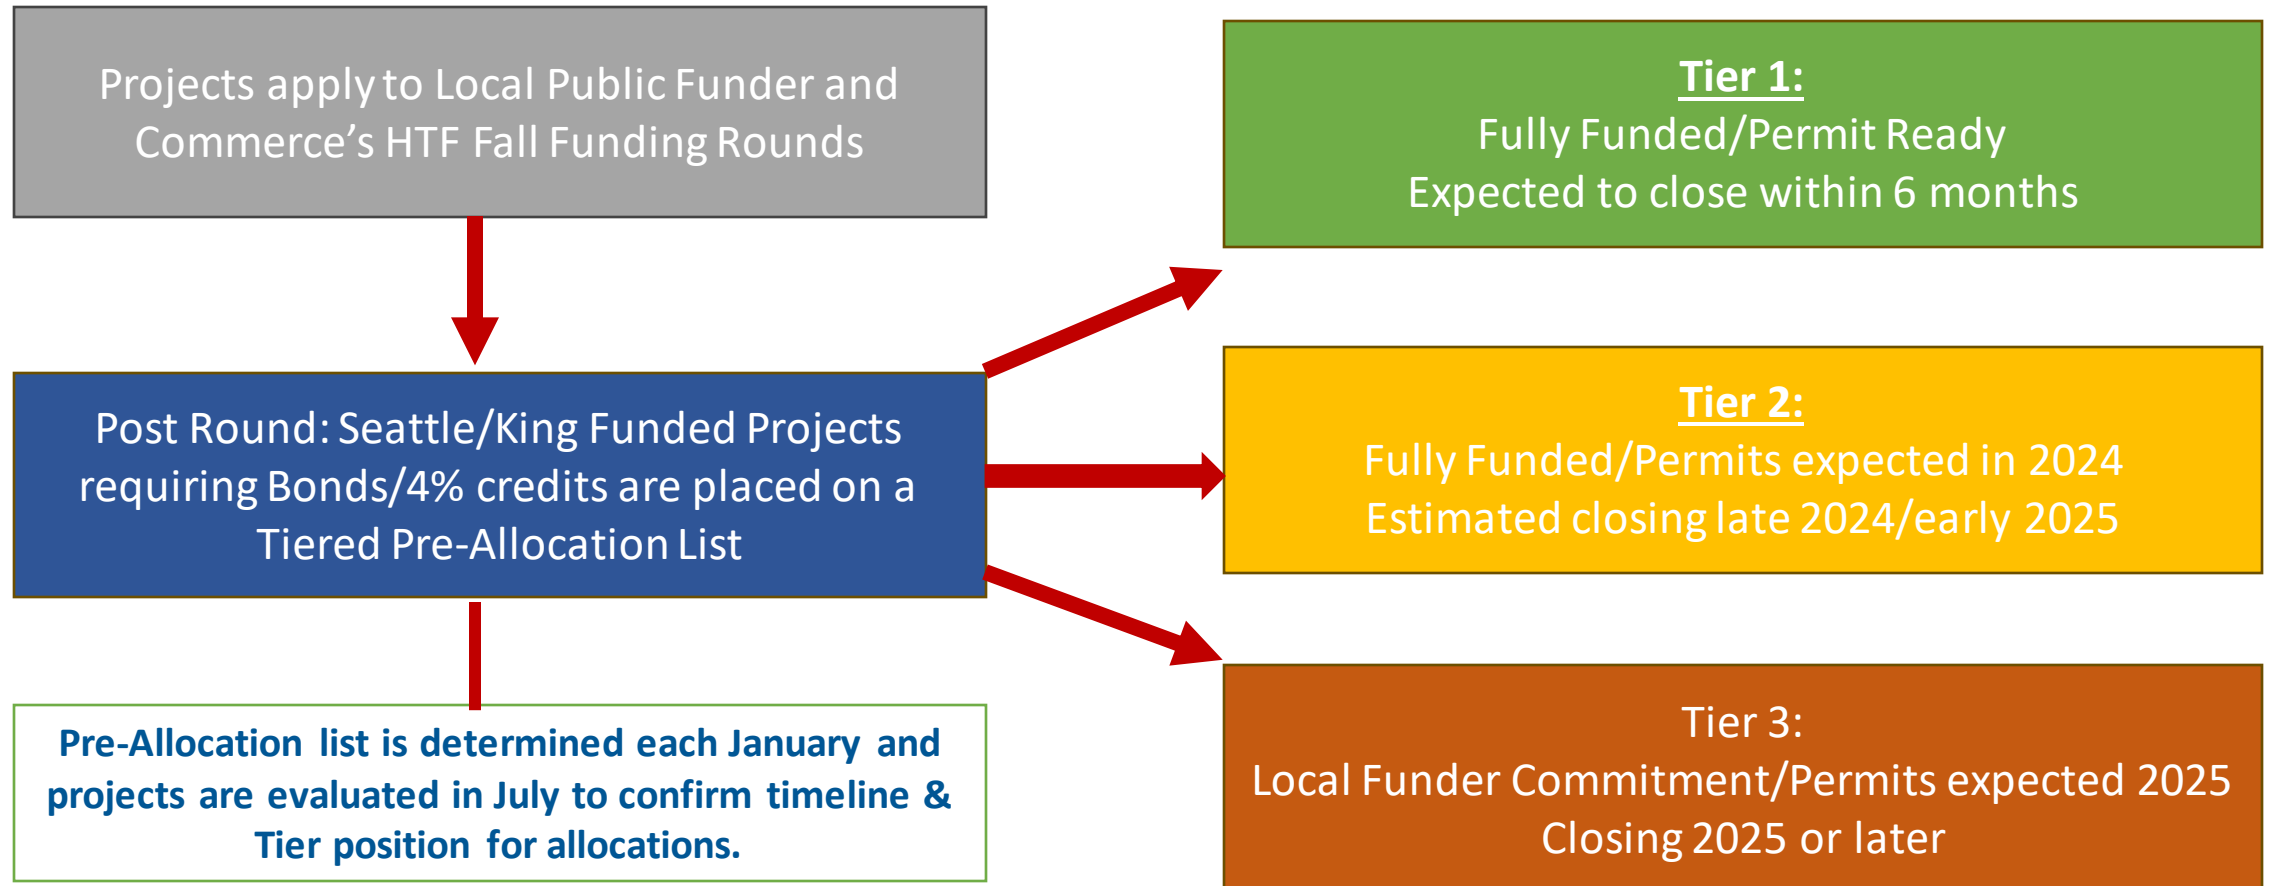 Projects apply to Local Public Funder and
Commerce’s HTF Fall Funding Rounds
Post Round: Seattle/King Funded Projects
requiring Bonds/4% credits are placed on a
Tiered Pre-Allocation List
Pre-Allocation list is determined each January and
projects are evaluated in July to confirm timeline &
Tier position for allocations.
Tier 1:
Fully Funded/Permit Ready
Expected to close within 6 months
Tier 2:
Fully Funded/Permits expected in 2024
Estimated closing late 2024/early 2025
Tier 3:
Local Funder Commitment/Permits expected 2025
Closing 2025 or later